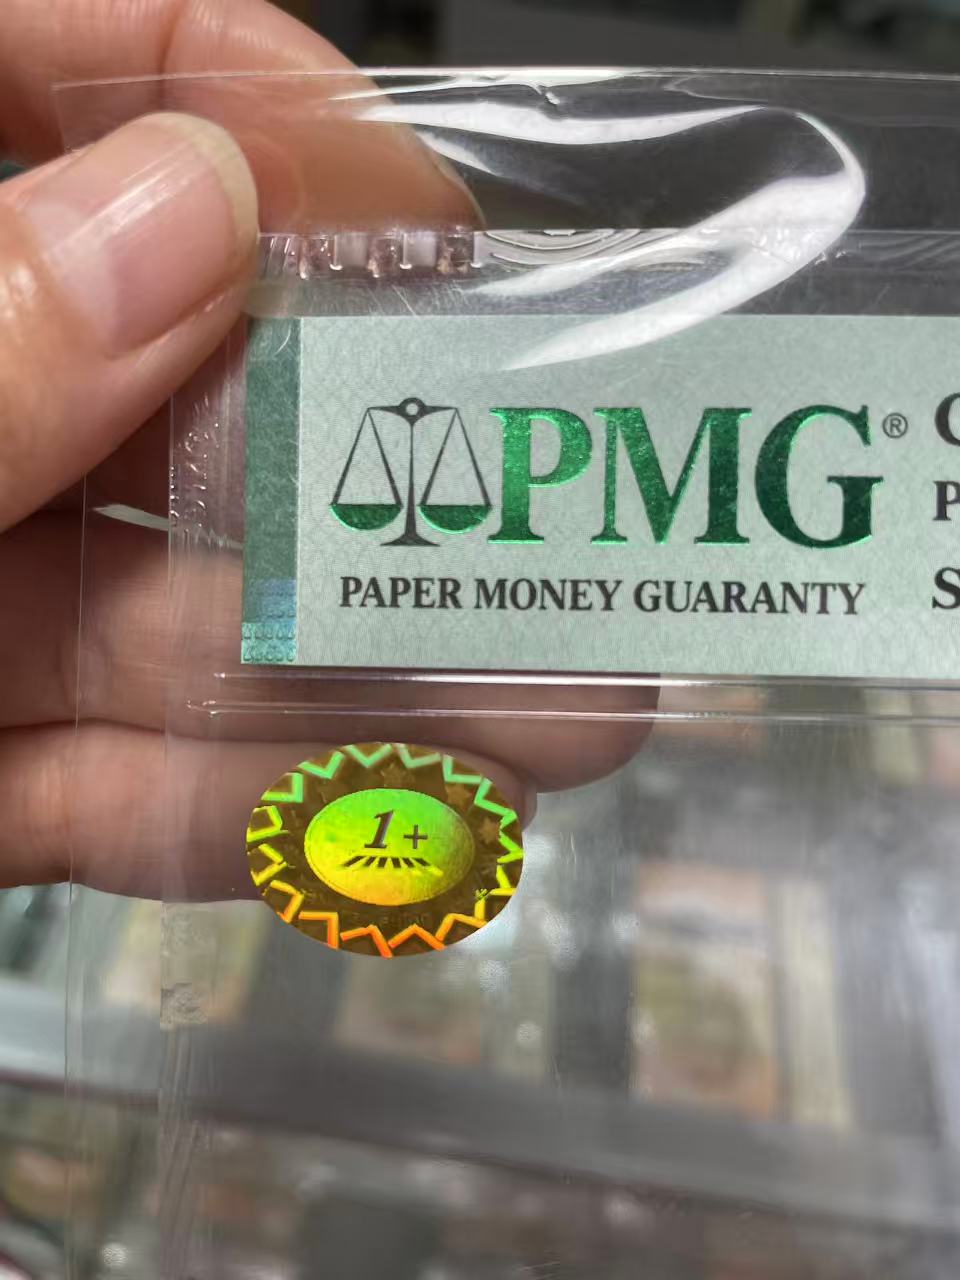 PMG® C
P
PAPER MONEY GUARANTY S
1+